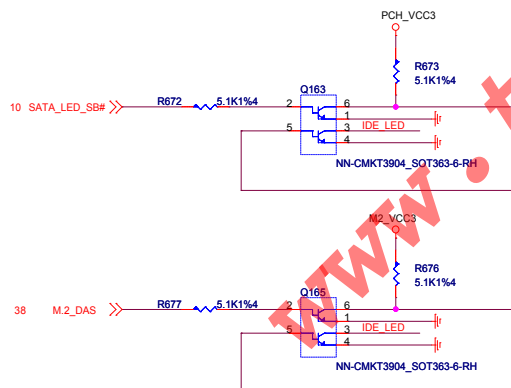 PCH_VCC3
R673
5.1K1%4
Q163
10 SATA_LED_SB# R672 5.1K1%4 2 6
1
5 3 IDE_LED
4
NN-CMKT3904_SOT363-6-RH
M2_VCC3
R676
5.1K1%4
Q165
38 M.2_DAS R677 5.1K1%4 2 6
1
5 3 IDE_LED
4
NN-CMKT3904_SOT363-6-RH
www.